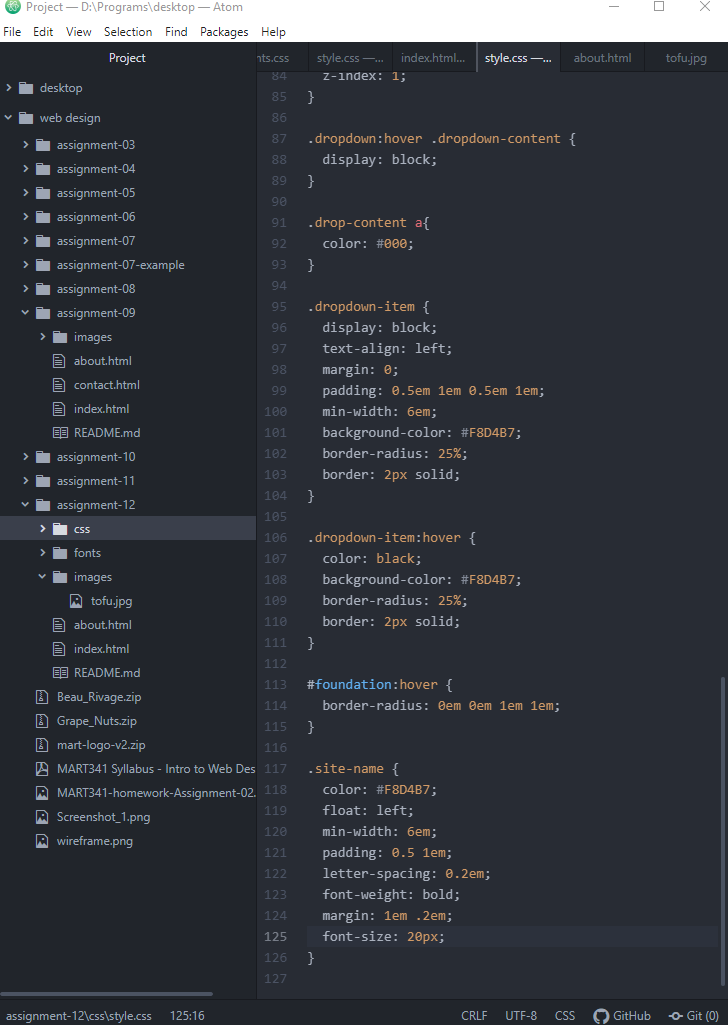 Project — D:\Programs\desktop — Atom
File Edit View Selection Find Packages Help
Project
desktop
web design
assignment-03
assignment-04
assignment-05
assignment-06
assignment-07
assignment-07-example
assignment-08
assignment-09
images
about.html
contact.html
index.html
README.md
assignment-10
assignment-11
assignment-12
css
fonts
images
tofu.jpg
about.html
index.html
README.md
Beau_Rivage.zip
Grape_Nuts.zip
mart-logo-v2.zip
MART341 Syllabus - Intro to Web Des
MART341-homework-Assignment-02.
Screenshot_1.png
wireframe.png
nts.css style.css —... index.html... style.css —... about.html tofu.jpg
84 z-index: 1;
85 }
86
87 .dropdown:hover .dropdown-content {
88 display: block;
89 }
90
91 .drop-content a{
92 color: #000;
93 }
94
95 .dropdown-item {
96 display: block;
97 text-align: left;
98 margin: 0;
99 padding: 0.5em 1em 0.5em 1em;
100 min-width: 6em;
101 background-color: #F8D4B7;
102 border-radius: 25%;
103 border: 2px solid;
104 }
105
106 .dropdown-item:hover {
107 color: black;
108 background-color: #F8D4B7;
109 border-radius: 25%;
110 border: 2px solid;
111 }
112
113 #foundation:hover {
114 border-radius: 0em 0em 1em 1em;
115 }
116
117 .site-name {
118 color: #F8D4B7;
119 float: left;
120 min-width: 6em;
121 padding: 0.5 1em;
122 letter-spacing: 0.2em;
123 font-weight: bold;
124 margin: 1em .2em;
125 font-size: 20px;
126 }
127
assignment-12\css\style.css 125:16 CRLF UTF-8 CSS GitHub Git (0)